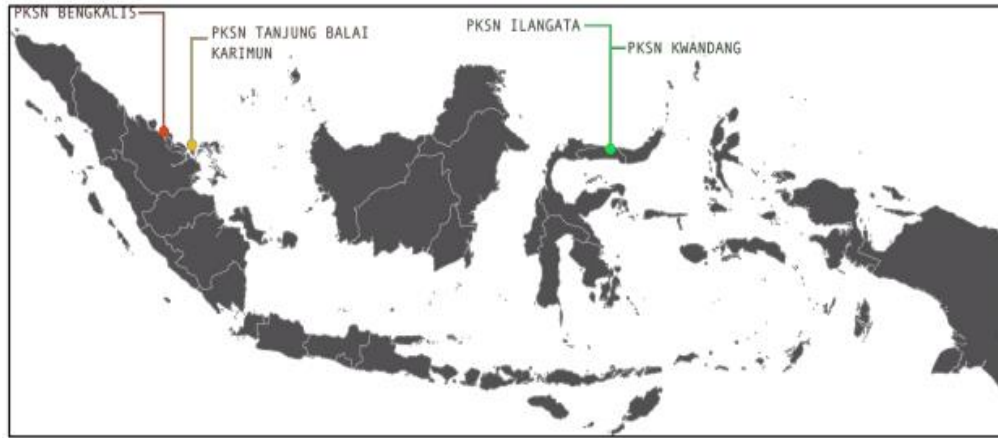 PKSN BENGKALIS
PKSN TANJUNG BALAI
KARIMUN
PKSN ILANGATA
PKSN KWANDANG